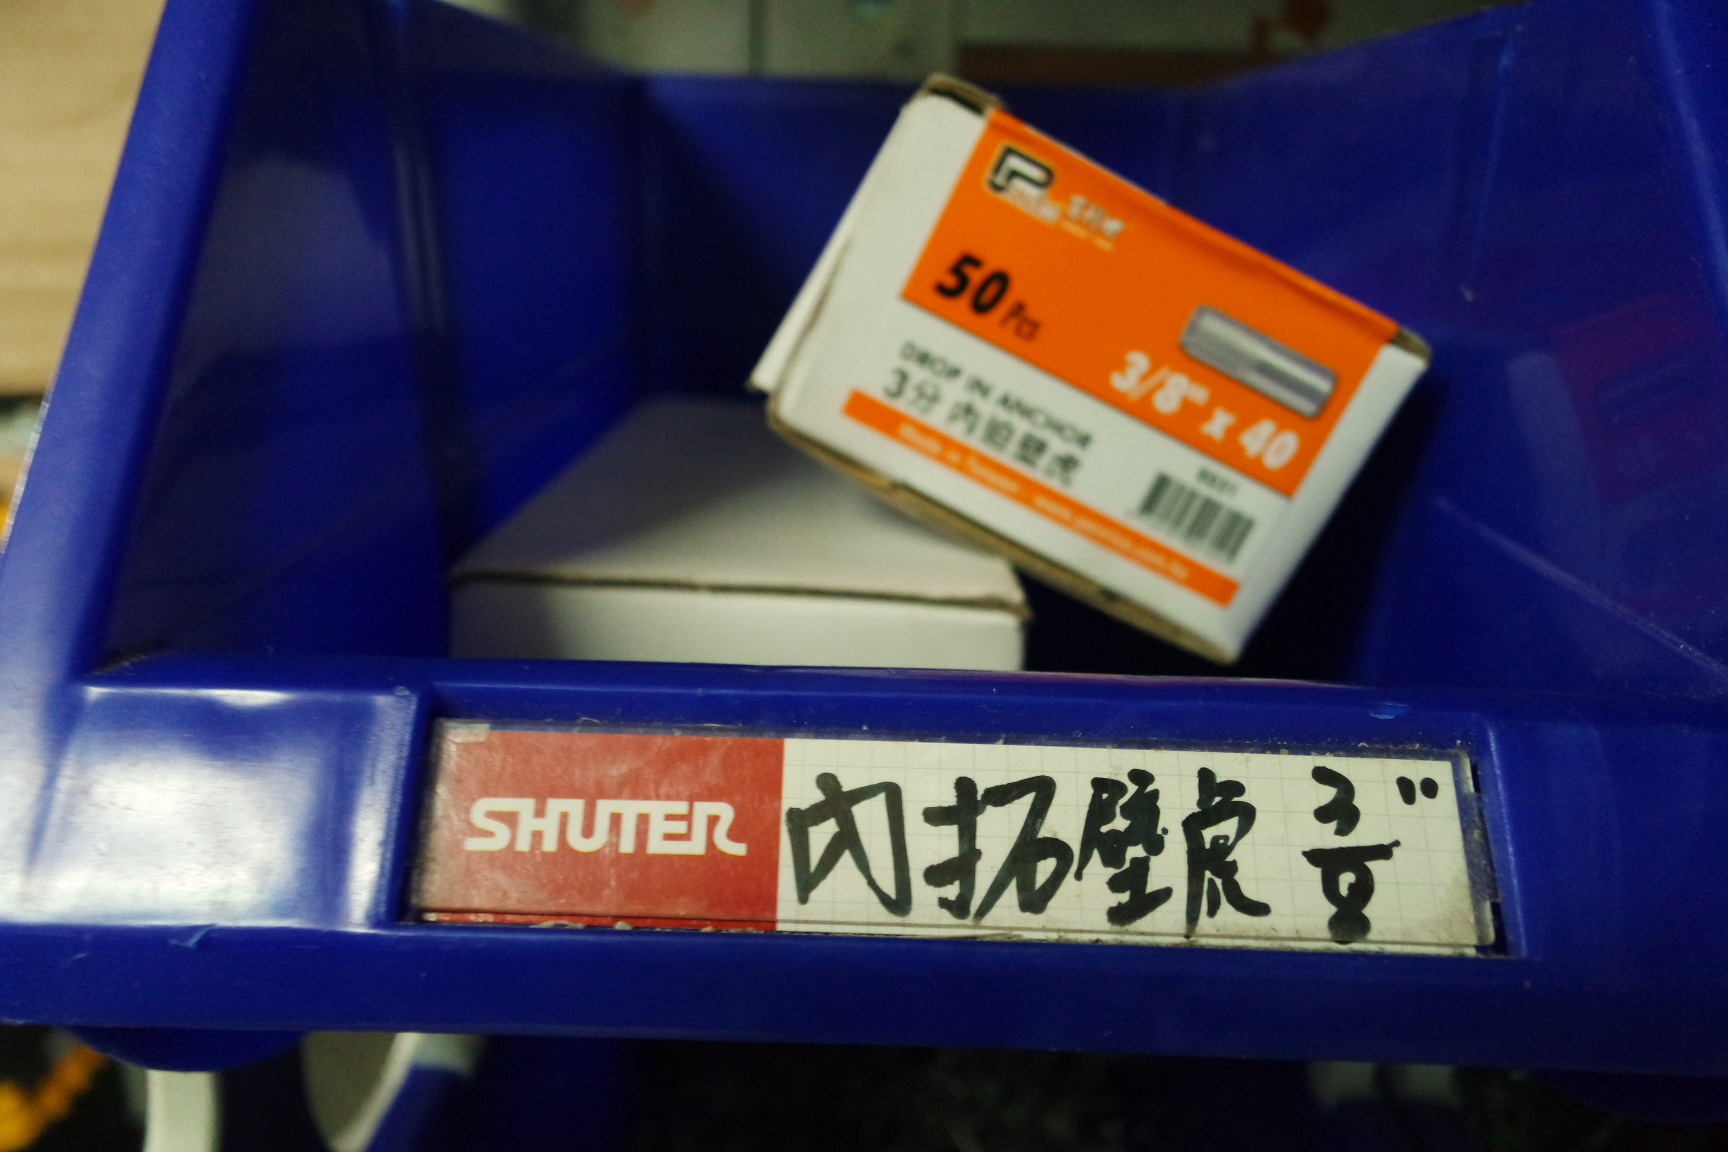 50 Pcs
3/8" x 40
DROP IN ANCHOR
3分 內迫壁虎
SHUTER
內拓壁虎 3/8"